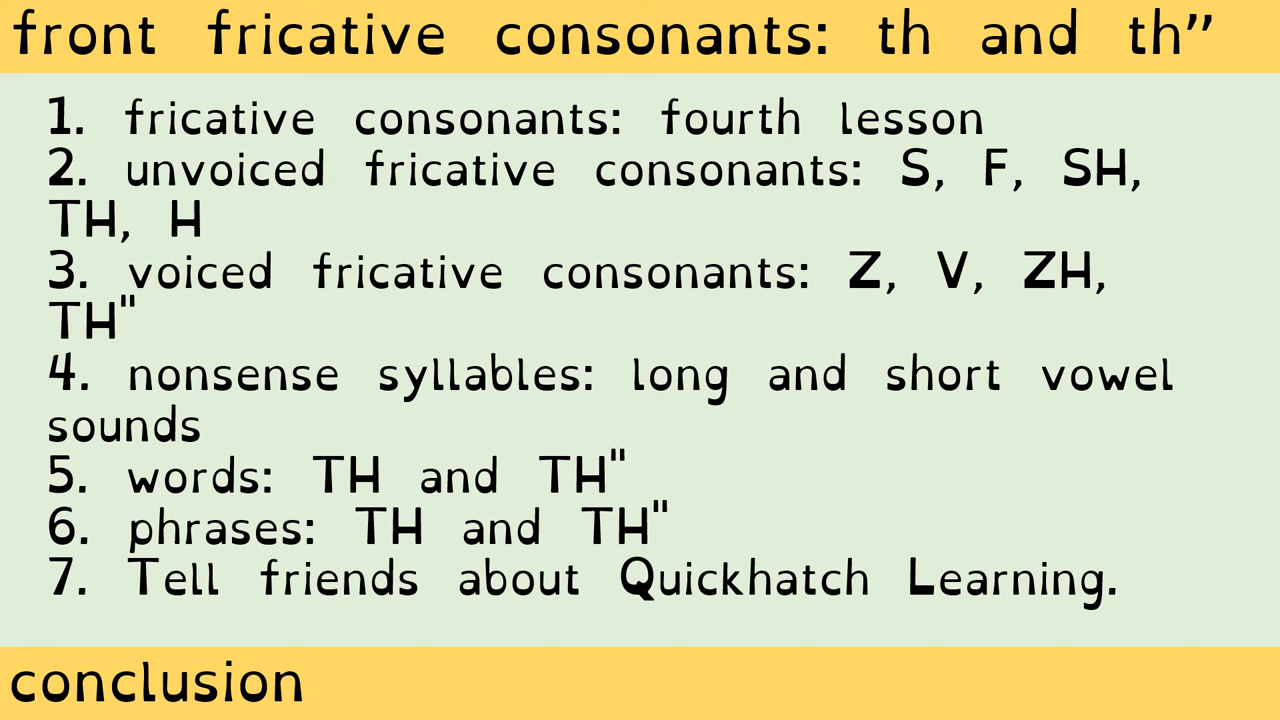 front fricative consonants: th and th”
1. fricative consonants: fourth lesson
2. unvoiced fricative consonants: S, F, SH,
TH, H
3. voiced fricative consonants: Z, V, ZH,
TH"
4. nonsense syllables: long and short vowel
sounds
5. words: TH and TH"
6. phrases: TH and TH"
7. Tell friends about Quickhatch Learning.
conclusion